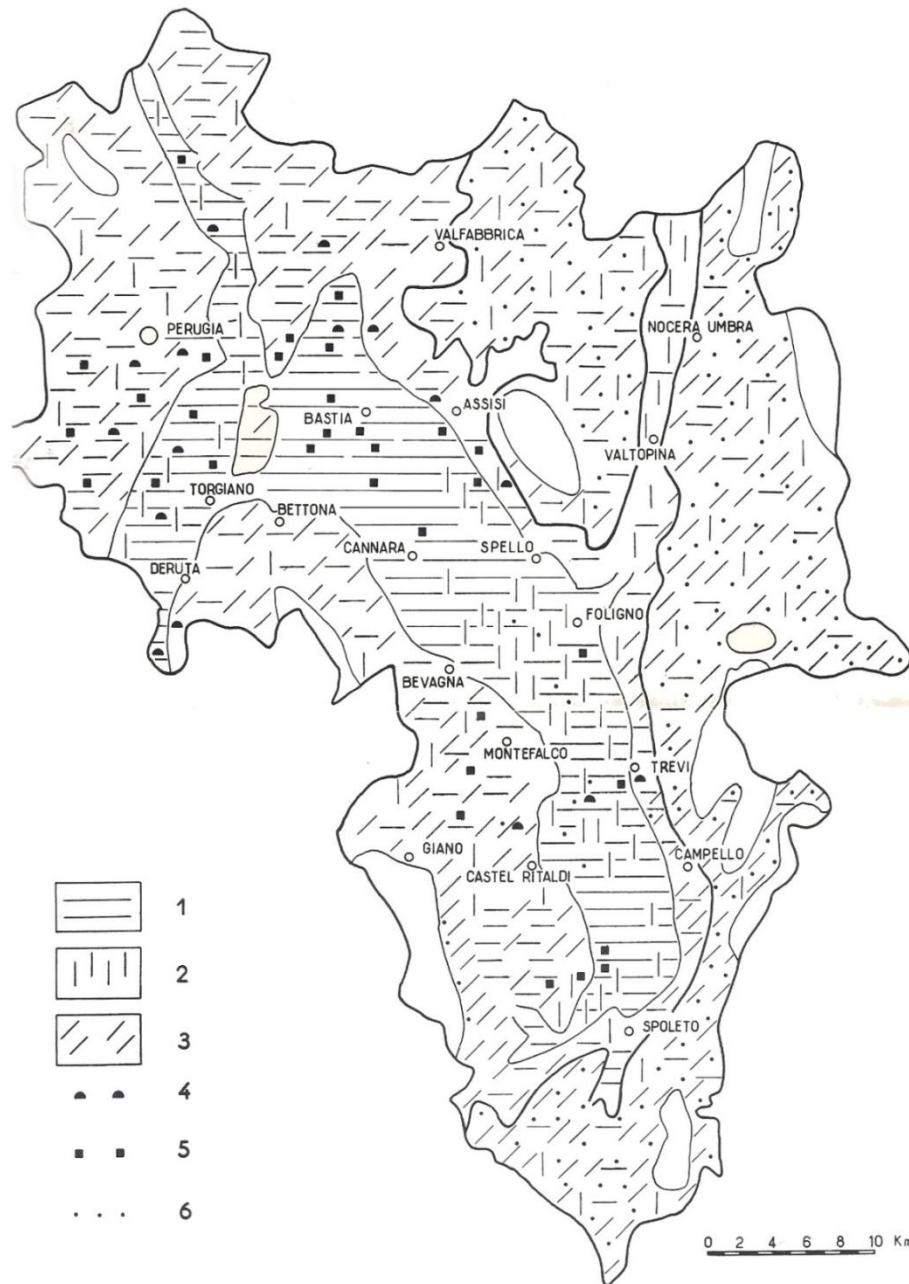 VALFABBRICA
PERUGIA
NOCERA UMBRA
BASTIA
ASSISI
VALTOPINA
TORGIANO
BETTONA
CANNARA
SPELLO
DERUTA
FOLIGNO
BEVAGNA
MONTEFALCO
TREVI
GIANO
CASTEL RITALDI
CAMPELLO
SPOLETO
1
2
3
4
5
6
0 2 4 6 8 10 Km